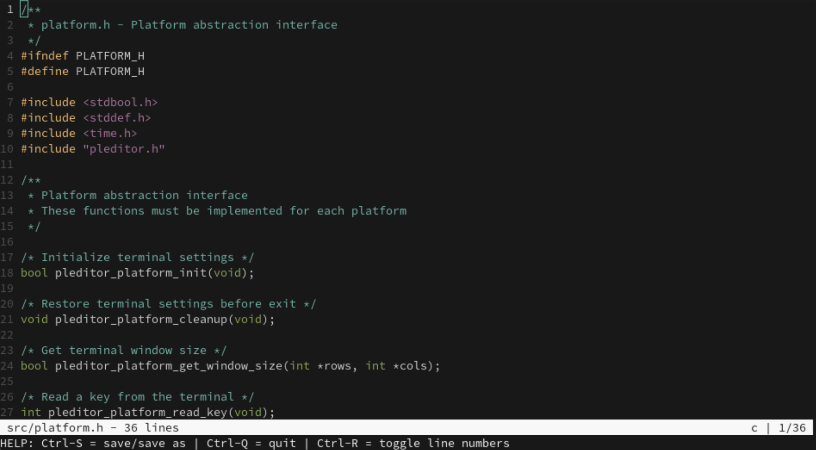 1 /**
2  * platform.h - Platform abstraction interface
3  */
4 #ifndef PLATFORM_H
5 #define PLATFORM_H
6
7 #include <stdbool.h>
8 #include <stddef.h>
9 #include <time.h>
10 #include "pleditor.h"
11
12 /**
13  * Platform abstraction interface
14  * These functions must be implemented for each platform
15  */
16
17 /* Initialize terminal settings */
18 bool pleditor_platform_init(void);
19
20 /* Restore terminal settings before exit */
21 void pleditor_platform_cleanup(void);
22
23 /* Get terminal window size */
24 bool pleditor_platform_get_window_size(int *rows, int *cols);
25
26 /* Read a key from the terminal */
27 int pleditor_platform_read_key(void);
src/platform.h - 36 lines c | 1/36
HELP: Ctrl-S = save/save as | Ctrl-Q = quit | Ctrl-R = toggle line numbers